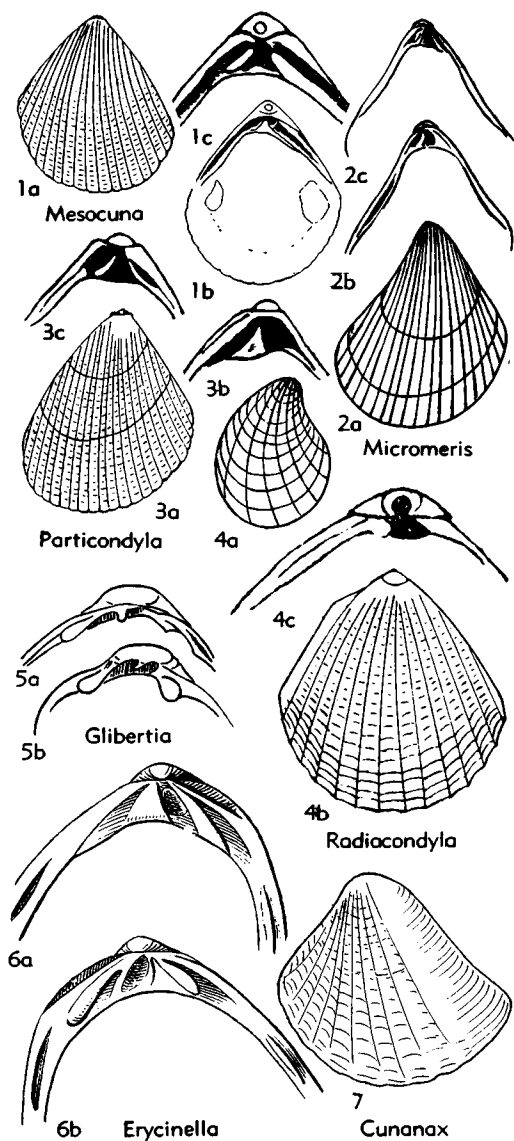 1a
Mesocuna
1c
1b
2c
2b
2a
Micromeris
3c
3b
3a
Particondyla
4a
4c
4b
Radiocondyla
5a
5b
Glibertia
6a
6b
Erycinella
7
Cunanax